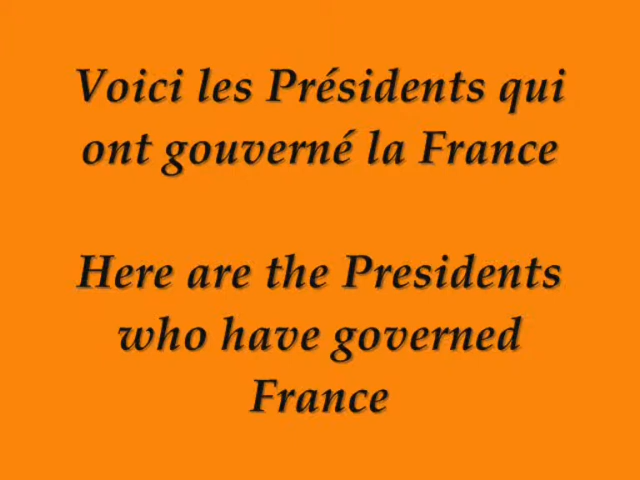 Voici les Présidents qui
ont gouverné la France
Here are the Presidents
who have governed
France